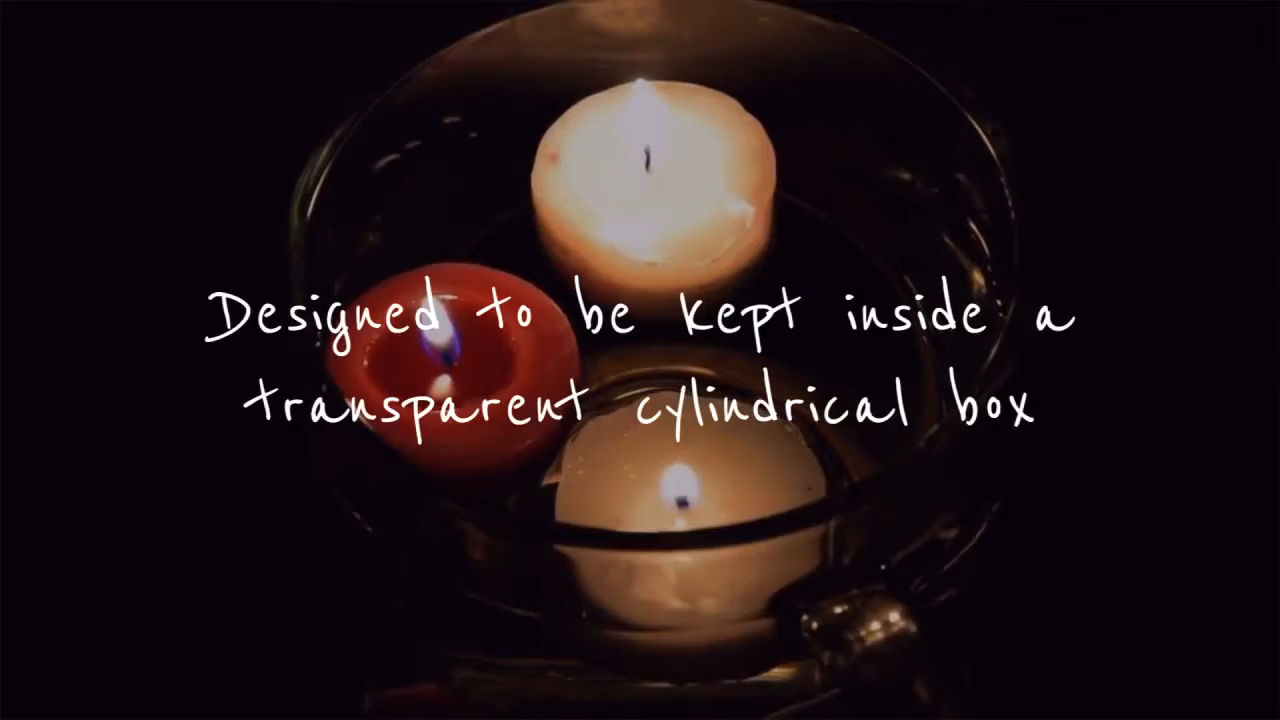 Designed to be kept inside a
transparent cylindrical box